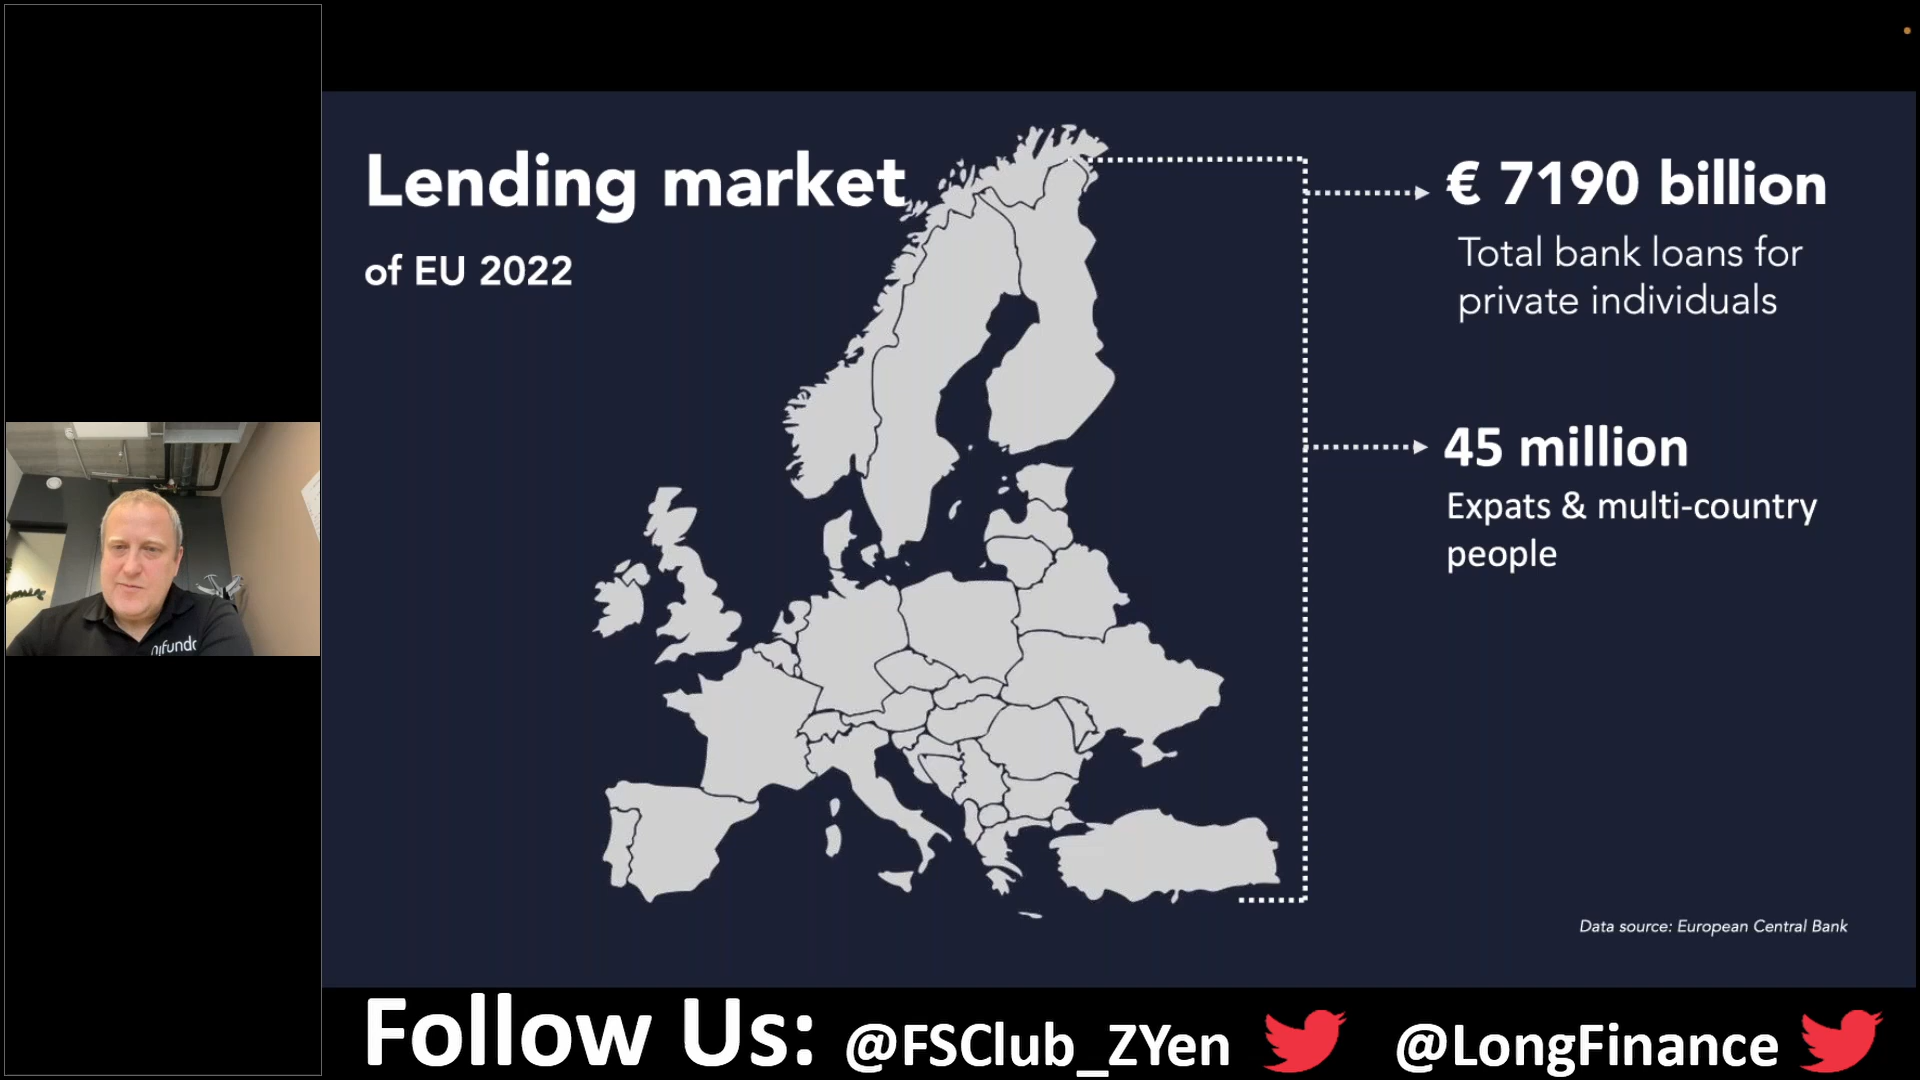 Lending market
of EU 2022
€ 7190 billion
Total bank loans for
private individuals
45 million
Expats & multi-country
people
Data source: European Central Bank
Follow Us: @FSClub_ZYen @LongFinance